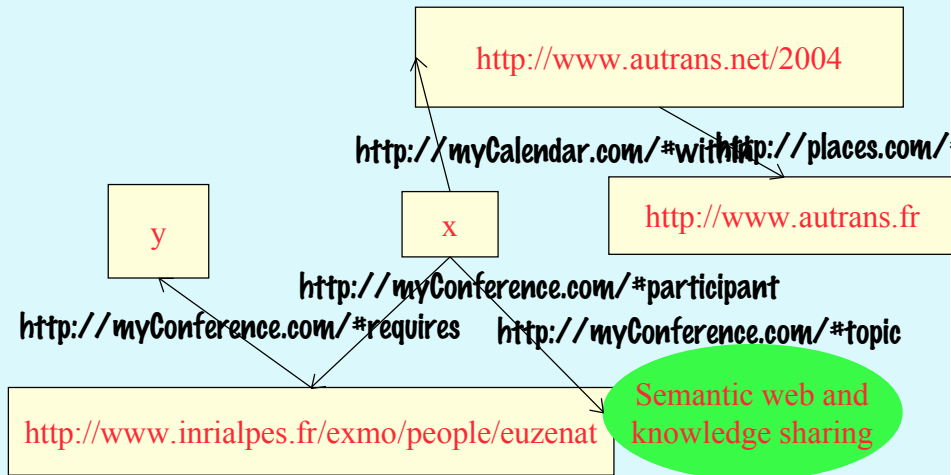 http://www.autrans.net/2004
http://myCalendar.com/#within
http://places.com/#
y
x
http://www.autrans.fr
http://myConference.com/#participant
http://myConference.com/#requires
http://myConference.com/#topic
http://www.inrialpes.fr/exmo/people/euzenat
Semantic web and
knowledge sharing